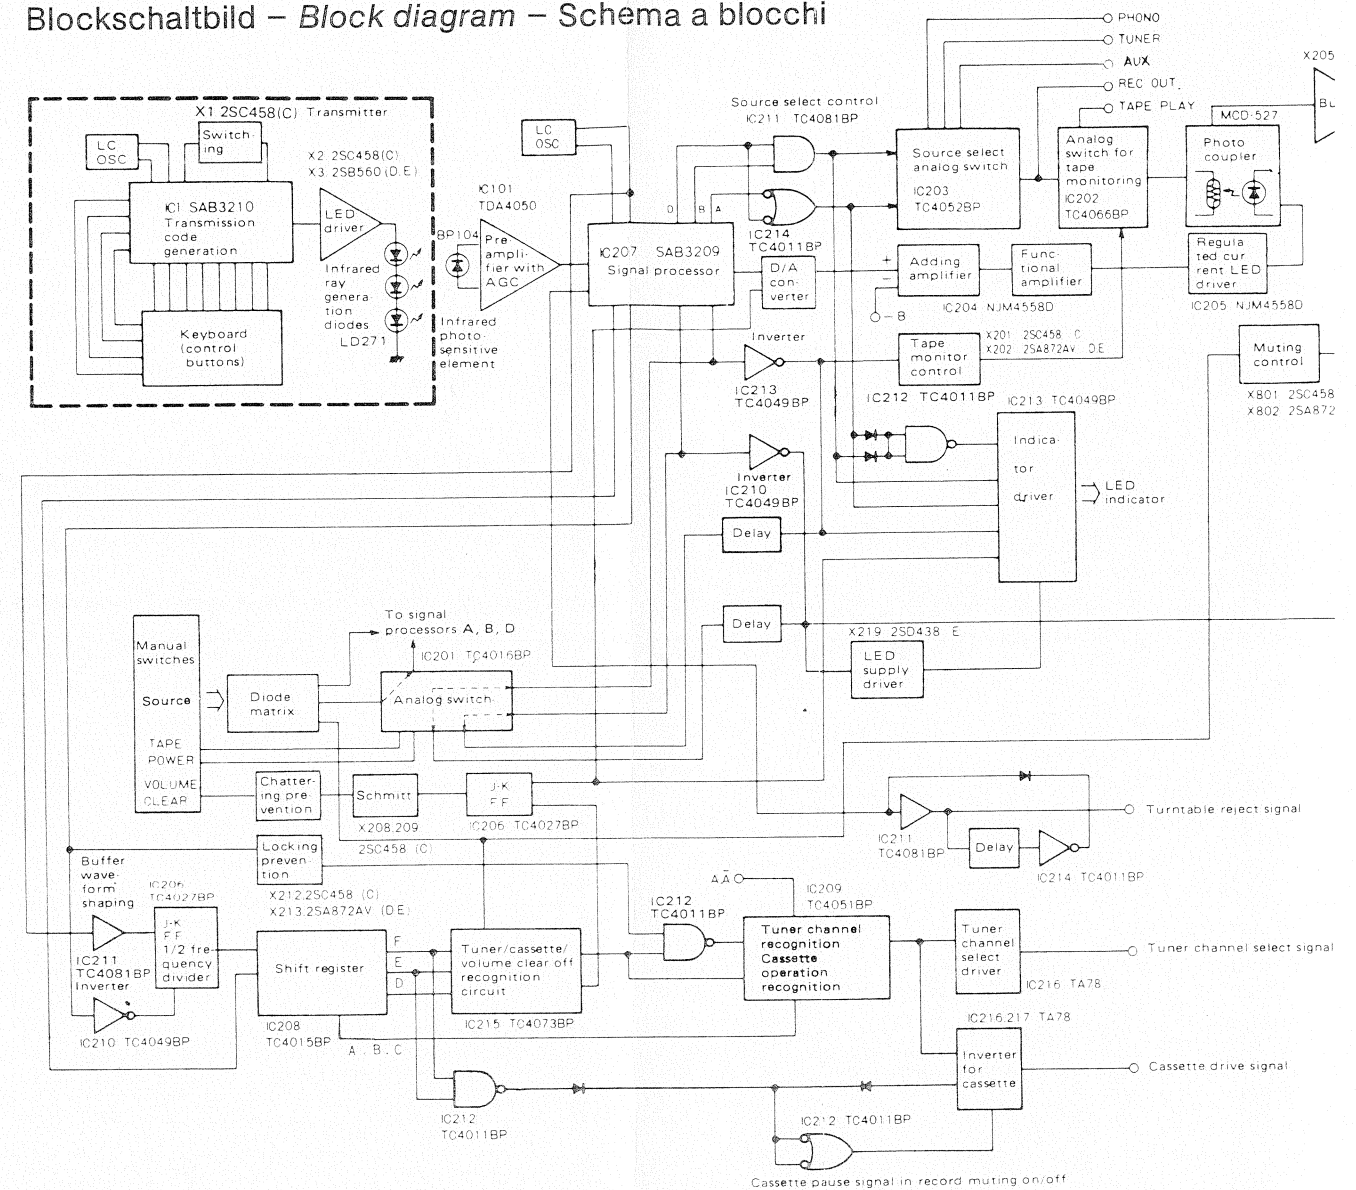 Blockschaltbild – Block diagram – Schema a blocchi
PHONO
TUNER
AUX
REC OUT.
TAPE PLAY
X205
MCD-527
X1 2SC458(C) Transmitter
LC
OSC
Switch-
ing
X2. 2SC458(C)
X3. 2SB560(D.E)
IC1 SAB3210
Transmission
code
generation
LED
driver
Infrared
ray genera-
tion
diodes
LD271
Keyboard
(control
buttons)
IC101
TDA4050
BP104
Pre-
ampli-
fier with
AGC
Infrared
photo-
sensitive
element
LC
OSC
Source select control
IC211 TC4081BP
D B A
IC207 SAB3209
Signal processor
IC214
TC4011BP
D/A
con-
verter
Source select
analog switch
IC203
TC4052BP
Analog
switch for
tape
monitoring
IC202
TC4066BP
Photo
coupler
+
−
−B
Adding
amplifier
Func-
tional
amplifier
IC204 NJM4558D
Regula
ted cur
rent LED
driver
IC205 NJM4558D
Inverter
IC213
TC4049BP
Tape
monitor
control
X201 2SC458 C
X202 2SA872AV D.E
IC212 TC4011BP
IC213 TC4049BP
Muting
control
X801 2SC458
X802 2SA872
Indica-
tor
driver
LED
indicator
Inverter
IC210
TC4049BP
Delay
Delay
X219 2SD438 E
LED
supply
driver
To signal
processors A, B, D
IC201 TC4016BP
Manual
switches
Source
TAPE
POWER
VOLUME
CLEAR
Diode
matrix
Analog switch
Chatter-
ing pre-
vention
Schmitt
J-K
F.F
IC206 TC4027BP
X208.209
2SC458 (C)
Locking
preven-
tion
X212.2SC458 (C)
X213.2SA872AV (D.E)
IC211
TC4081BP
Delay
IC214 TC4011BP
Turntable reject signal
Buffer
wave-
form
shaping
IC206
TC4027BP
J-K
F F
1/2 fre-
quency
divider
IC211
TC4081BP
Inverter
IC210 TC4049BP
Shift register
F
E
D
IC208
TC4015BP
A . B . C
Tuner/cassette/
volume clear off
recognition
circuit
IC215 TC4073BP
IC212
TC4011BP
AĀ
IC209
TC4051BP
Tuner channel
recognition
Cassette
operation
recognition
Tuner
channel
select
driver
IC216 TA78
Tuner channel select signal
IC216.217 TA78
Inverter
for
cassette
Cassette drive signal
IC212
TC4011BP
IC212 TC4011BP
Cassette pause signal in record muting on/off